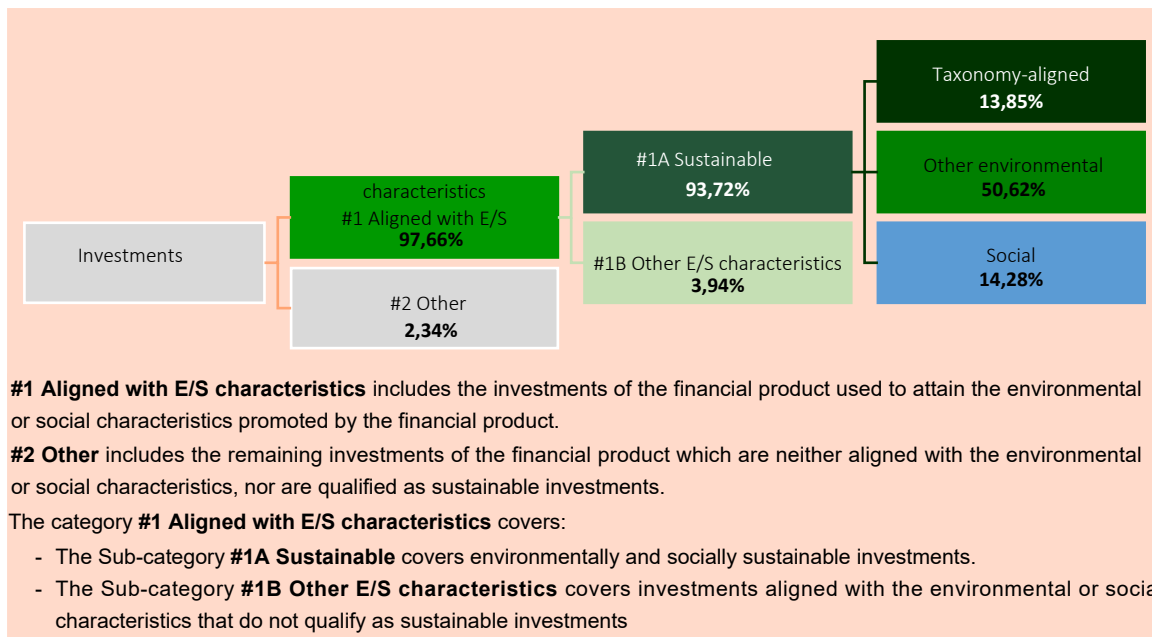 Taxonomy-aligned
13,85%
#1A Sustainable
93,72%
Other environmental
50,62%
characteristics
#1 Aligned with E/S
97,66%
Investments
#1B Other E/S characteristics
3,94%
Social
14,28%
#2 Other
2,34%
#1 Aligned with E/S characteristics includes the investments of the financial product used to attain the environmental
or social characteristics promoted by the financial product.
#2 Other includes the remaining investments of the financial product which are neither aligned with the environmental
or social characteristics, nor are qualified as sustainable investments.
The category #1 Aligned with E/S characteristics covers:
- The Sub-category #1A Sustainable covers environmentally and socially sustainable investments.
- The Sub-category #1B Other E/S characteristics covers investments aligned with the environmental or social
characteristics that do not qualify as sustainable investments